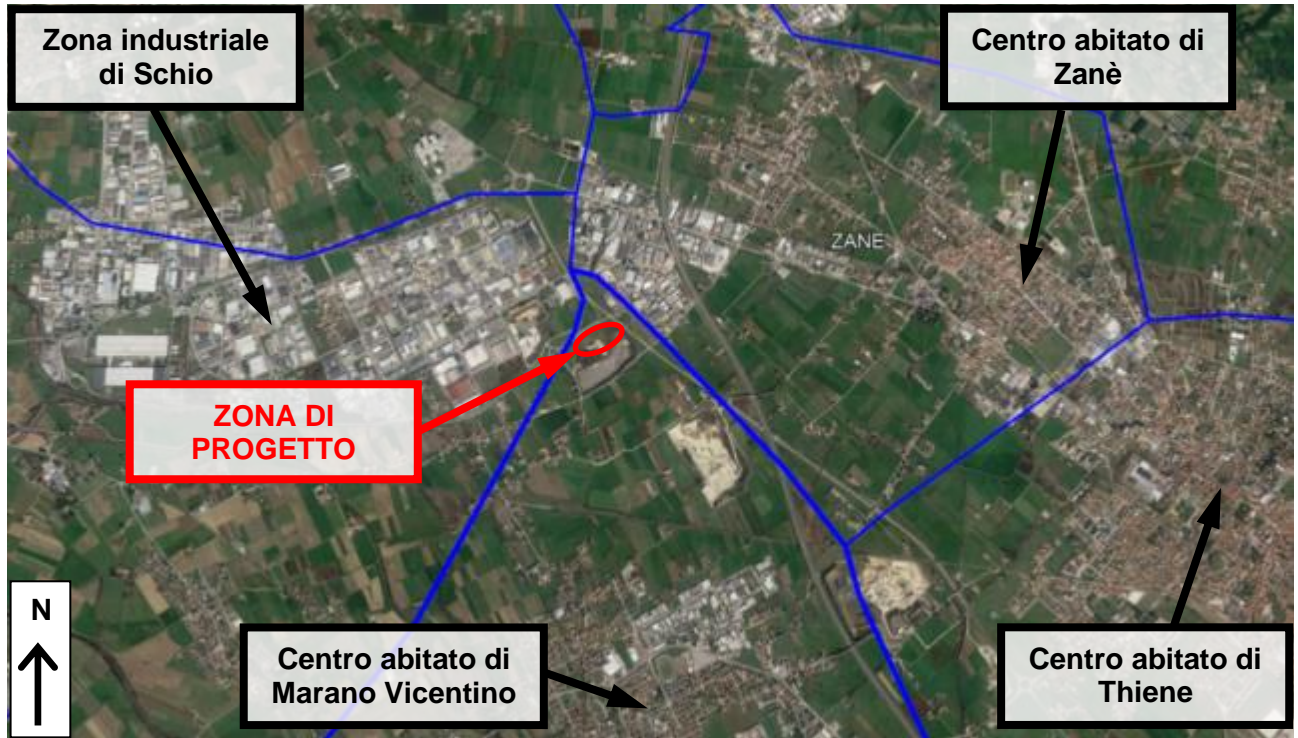 Zona industriale
di Schio
Centro abitato di
Zanè
ZANE
ZONA DI
PROGETTO
N
Centro abitato di
Marano Vicentino
Centro abitato di
Thiene